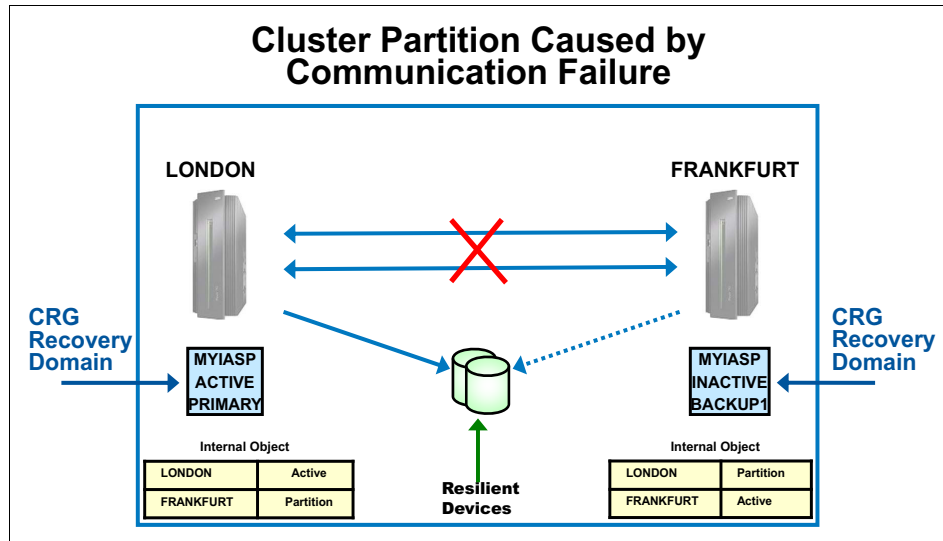 Cluster Partition Caused by
Communication Failure
LONDON
FRANKFURT
CRG
Recovery
Domain
MYIASP
ACTIVE
PRIMARY
MYIASP
INACTIVE
BACKUP1
CRG
Recovery
Domain
Internal Object
LONDON Active
FRANKFURT Partition
Resilient
Devices
Internal Object
LONDON Partition
FRANKFURT Active